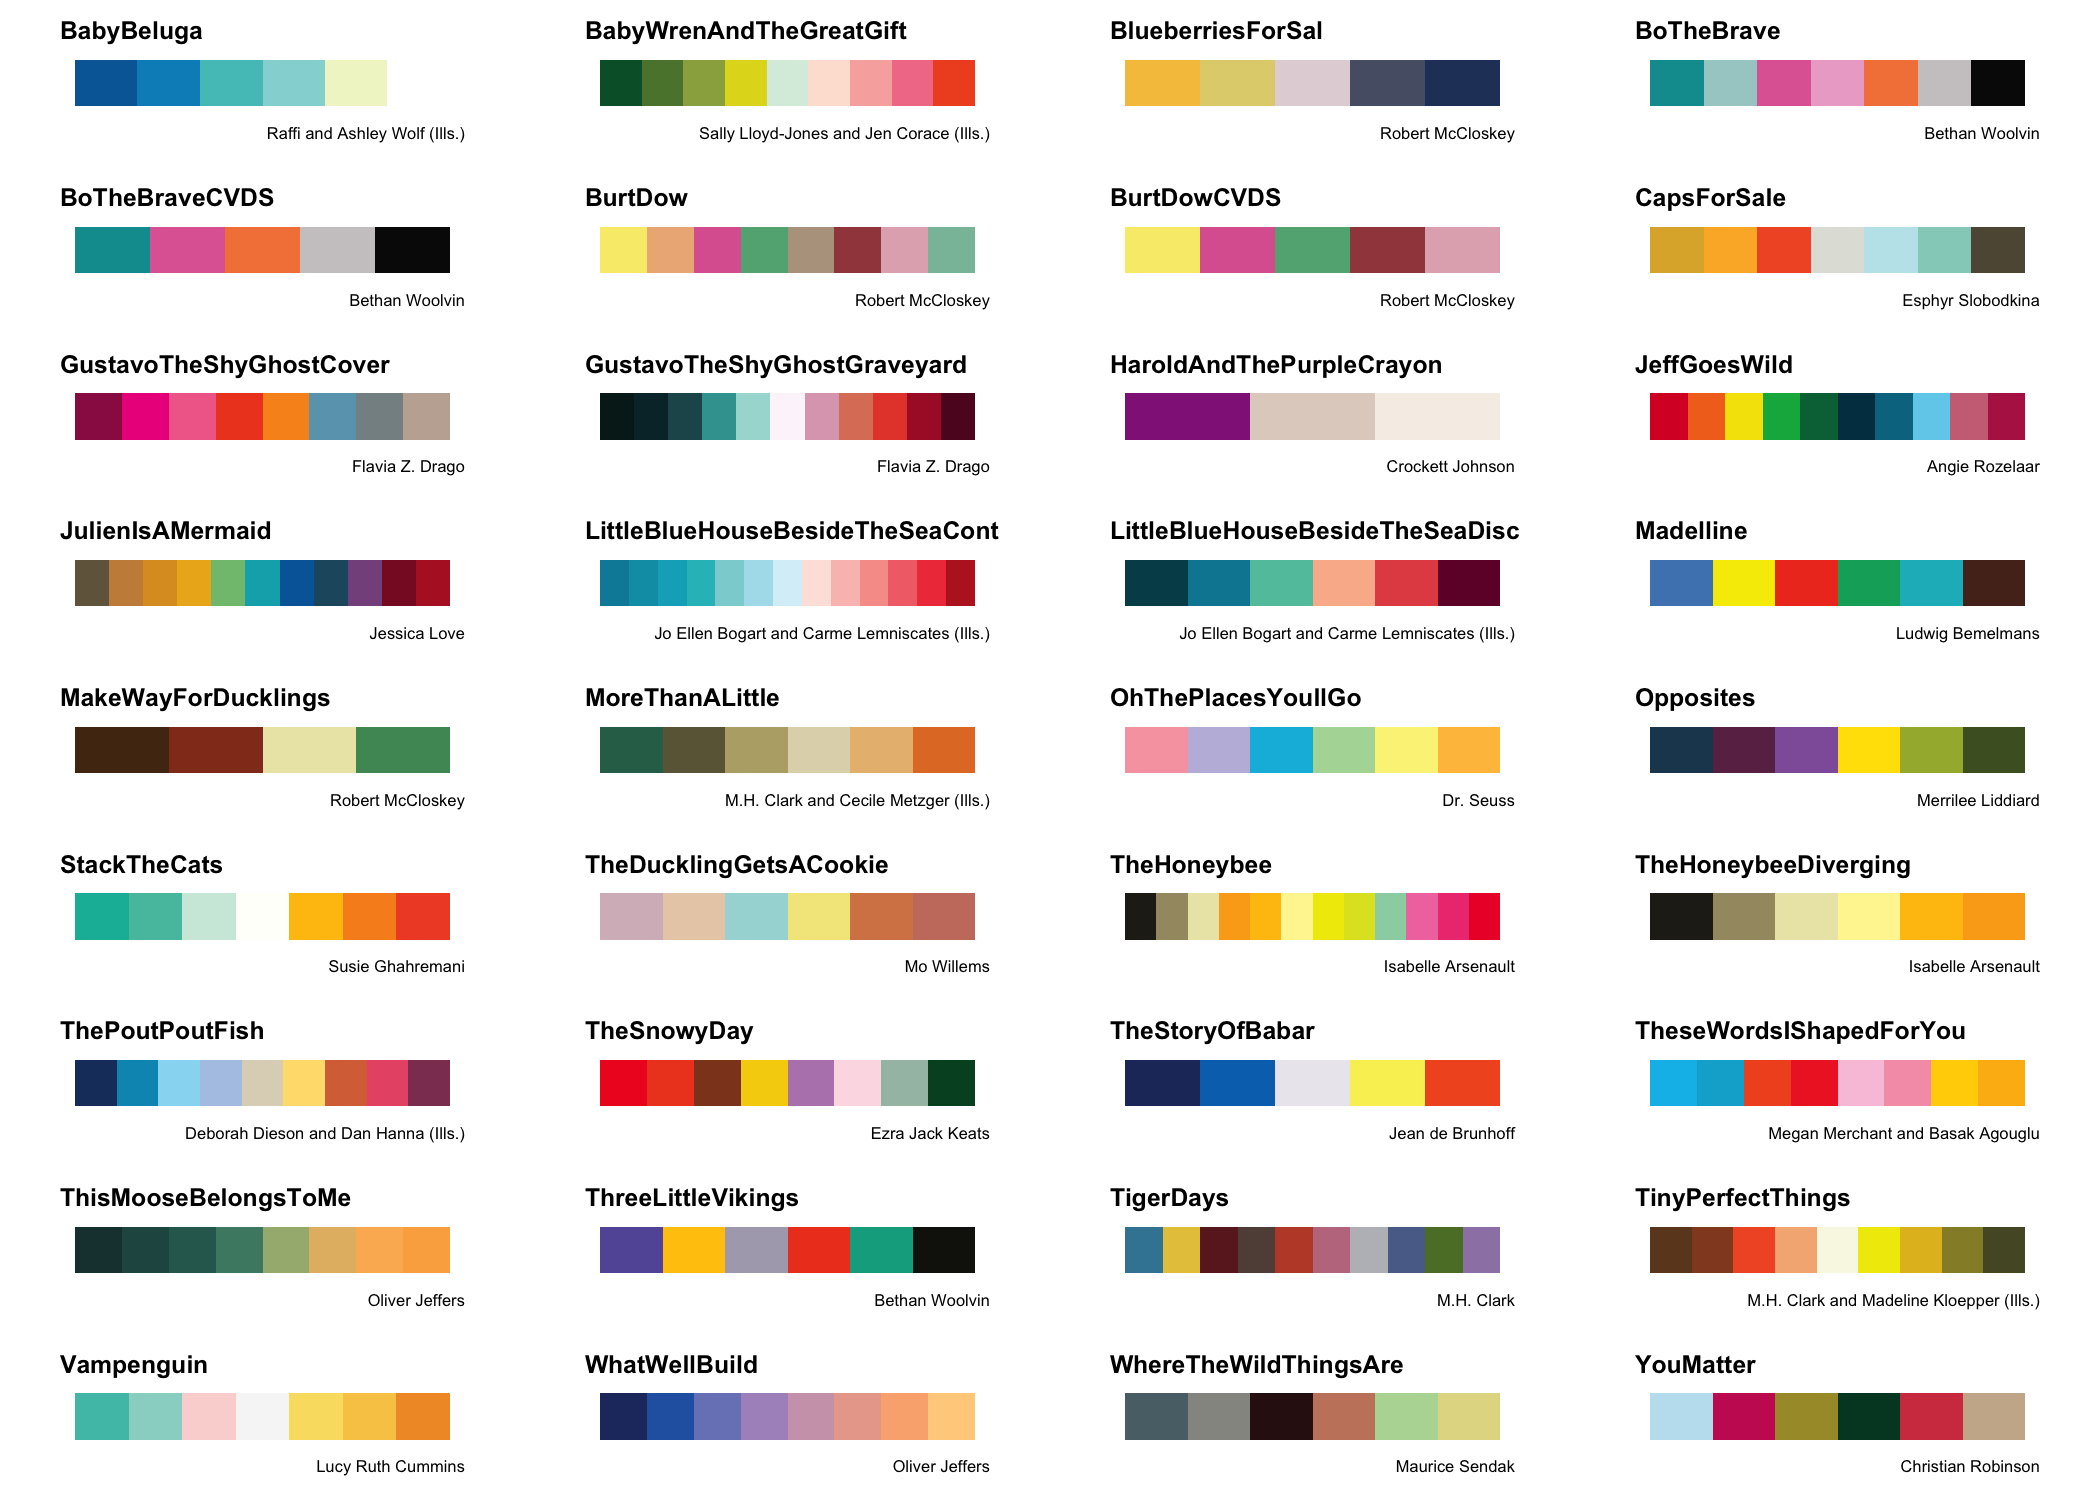 BabyBeluga
Raffi and Ashley Wolf (Ills.)
BabyWrenAndTheGreatGift
Sally Lloyd-Jones and Jen Corace (Ills.)
BlueberriesForSal
Robert McCloskey
BoTheBrave
Bethan Woolvin
BoTheBraveCVDS
Bethan Woolvin
BurtDow
Robert McCloskey
BurtDowCVDS
Robert McCloskey
CapsForSale
Esphyr Slobodkina
GustavoTheShyGhostCover
Flavia Z. Drago
GustavoTheShyGhostGraveyard
Flavia Z. Drago
HaroldAndThePurpleCrayon
Crockett Johnson
JeffGoesWild
Angie Rozelaar
JulienIsAMermaid
Jessica Love
LittleBlueHouseBesideTheSeaCont
Jo Ellen Bogart and Carme Lemniscates (Ills.)
LittleBlueHouseBesideTheSeaDisc
Jo Ellen Bogart and Carme Lemniscates (Ills.)
Madelline
Ludwig Bemelmans
MakeWayForDucklings
Robert McCloskey
MoreThanALittle
M.H. Clark and Cecile Metzger (Ills.)
OhThePlacesYoullGo
Dr. Seuss
Opposites
Merrilee Liddiard
StackTheCats
Susie Ghahremani
TheDucklingGetsACookie
Mo Willems
TheHoneybee
Isabelle Arsenault
TheHoneybeeDiverging
Isabelle Arsenault
ThePoutPoutFish
Deborah Dieson and Dan Hanna (Ills.)
TheSnowyDay
Ezra Jack Keats
TheStoryOfBabar
Jean de Brunhoff
TheseWordsIShapedForYou
Megan Merchant and Basak Agouglu
ThisMooseBelongsToMe
Oliver Jeffers
ThreeLittleVikings
Bethan Woolvin
TigerDays
M.H. Clark
TinyPerfectThings
M.H. Clark and Madeline Kloepper (Ills.)
Vampenguin
Lucy Ruth Cummins
WhatWellBuild
Oliver Jeffers
WhereTheWildThingsAre
Maurice Sendak
YouMatter
Christian Robinson